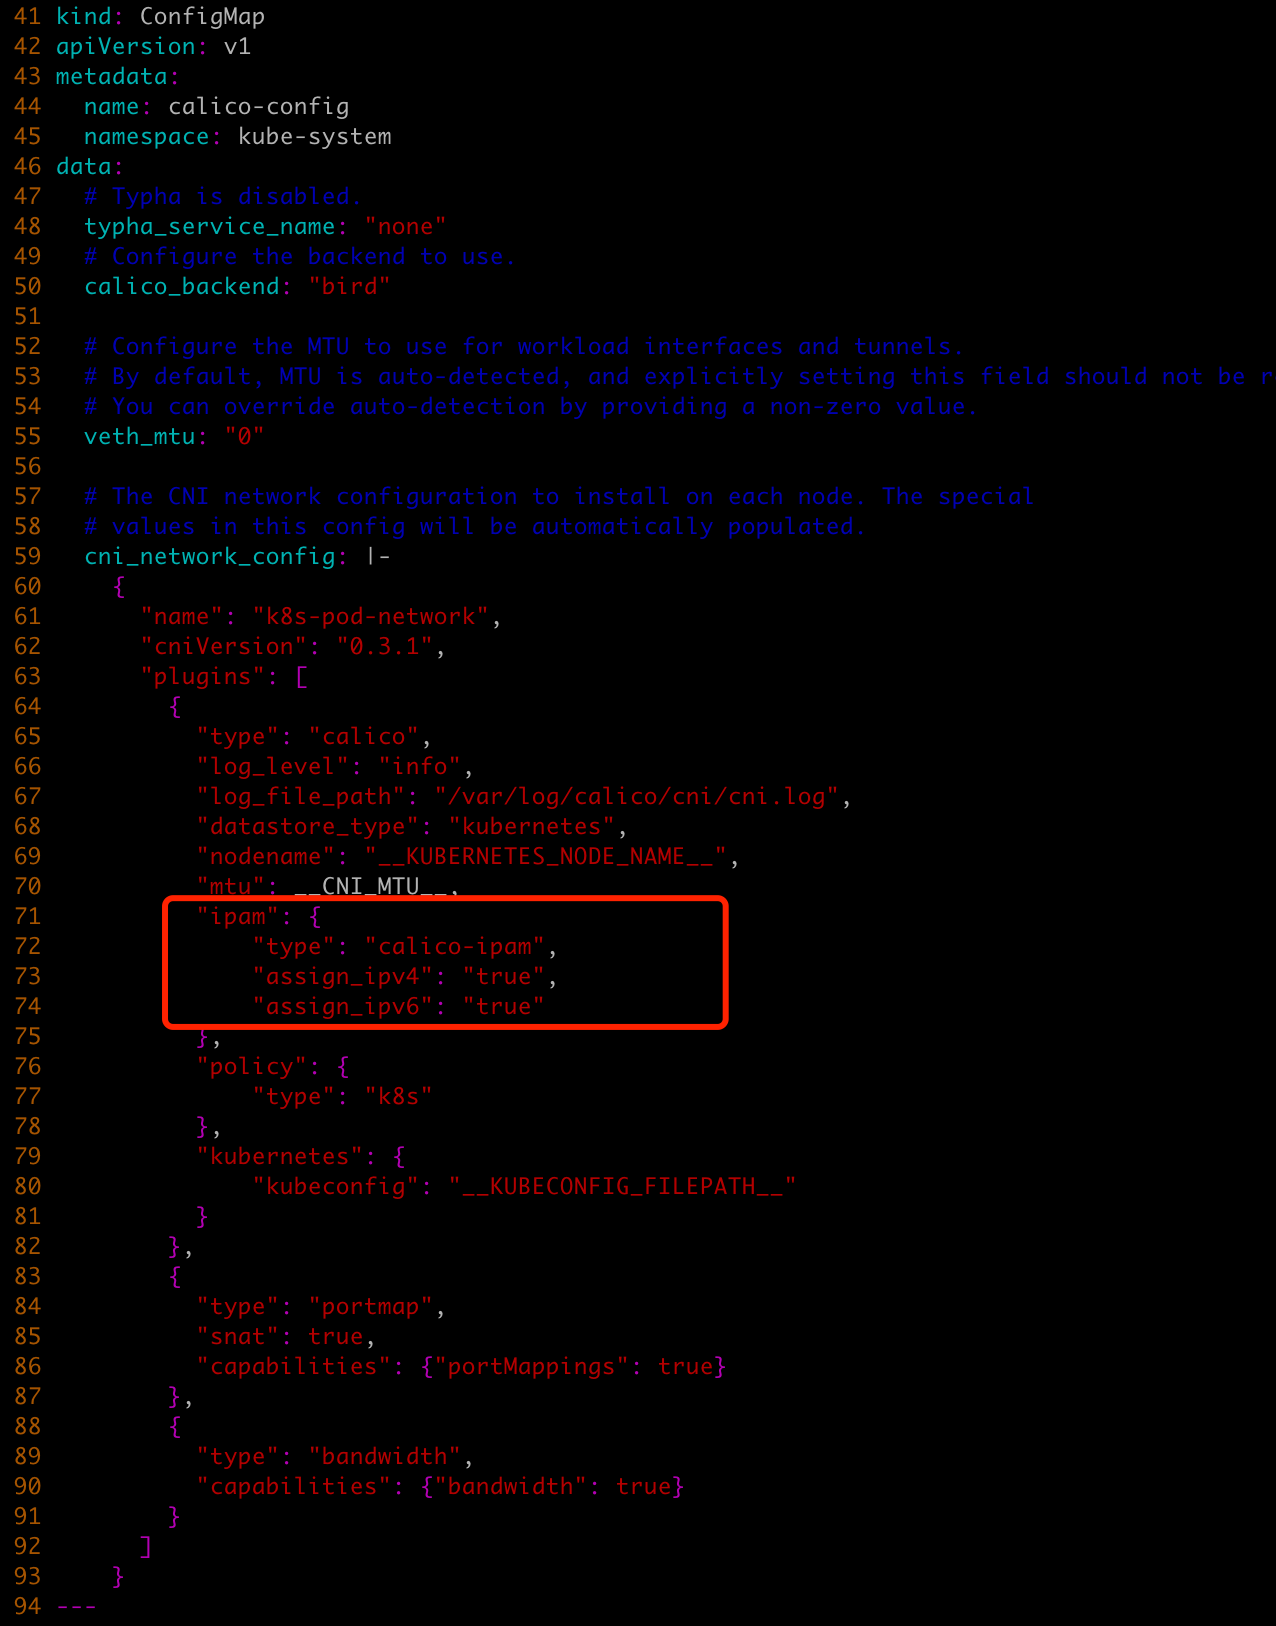 41 kind: ConfigMap
42 apiVersion: v1
43 metadata:
44   name: calico-config
45   namespace: kube-system
46 data:
47   # Typha is disabled.
48   typha_service_name: "none"
49   # Configure the backend to use.
50   calico_backend: "bird"
51
52   # Configure the MTU to use for workload interfaces and tunnels.
53   # By default, MTU is auto-detected, and explicitly setting this field should not be r
54   # You can override auto-detection by providing a non-zero value.
55   veth_mtu: "0"
56
57   # The CNI network configuration to install on each node. The special
58   # values in this config will be automatically populated.
59   cni_network_config: |-
60     {
61       "name": "k8s-pod-network",
62       "cniVersion": "0.3.1",
63       "plugins": [
64         {
65           "type": "calico",
66           "log_level": "info",
67           "log_file_path": "/var/log/calico/cni/cni.log",
68           "datastore_type": "kubernetes",
69           "nodename": "__KUBERNETES_NODE_NAME__",
70           "mtu": __CNI_MTU__,
71           "ipam": {
72               "type": "calico-ipam",
73               "assign_ipv4": "true",
74               "assign_ipv6": "true"
75           },
76           "policy": {
77               "type": "k8s"
78           },
79           "kubernetes": {
80               "kubeconfig": "__KUBECONFIG_FILEPATH__"
81           }
82         },
83         {
84           "type": "portmap",
85           "snat": true,
86           "capabilities": {"portMappings": true}
87         },
88         {
89           "type": "bandwidth",
90           "capabilities": {"bandwidth": true}
91         }
92       ]
93     }
94 ---